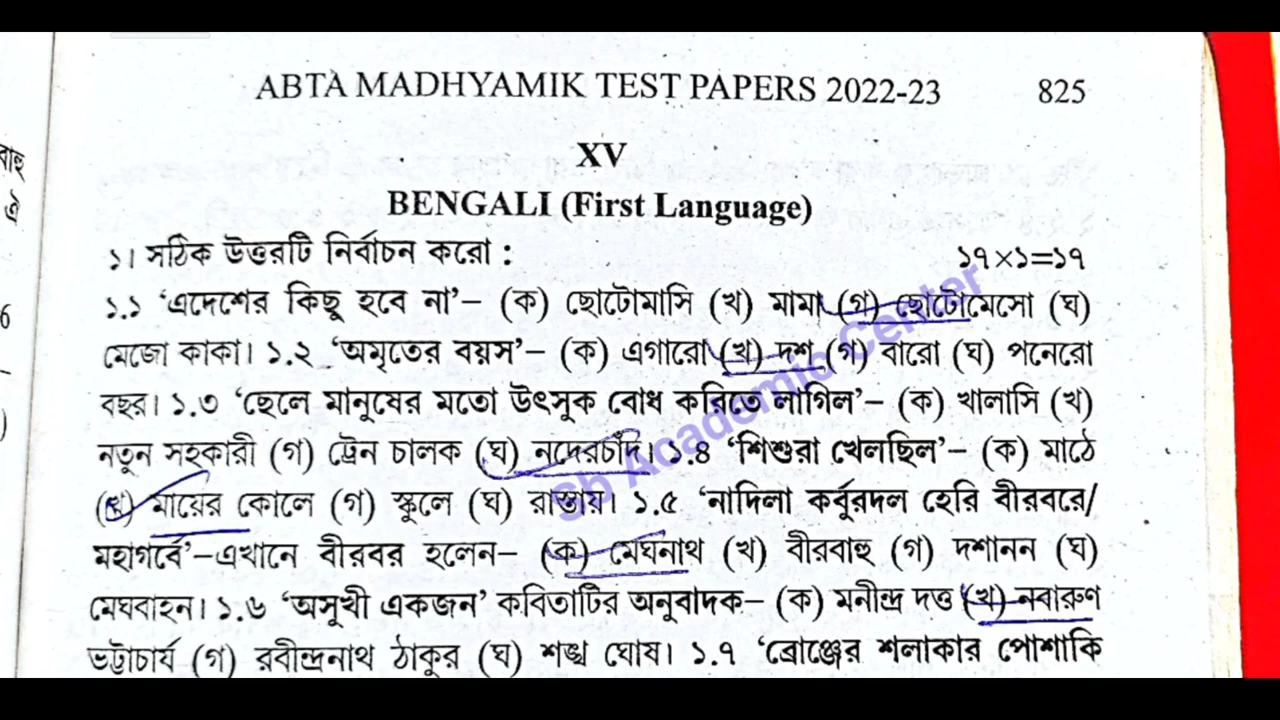 ABTA MADHYAMIK TEST PAPERS 2022-23 825
XV
BENGALI (First Language)
১। সঠিক উত্তরটি নির্বাচন করো : ১৭×১=১৭
১.১ ‘এদেশের কিছু হবে না’– (ক) ছোটোমাসি (খ) মামা (গ) ছোটোমেসো (ঘ)
মেজো কাকা। ১.২ ‘অমৃতের বয়স’– (ক) এগারো (খ) দশ (গ) বারো (ঘ) পনেরো
বছর। ১.৩ ‘ছেলে মানুষের মতো উৎসুক বোধ করিতে লাগিল’– (ক) খালাসি (খ)
নতুন সহকারী (গ) ট্রেন চালক (ঘ) নদেরচাঁদ। ১.৪ ‘শিশুরা খেলছিল’– (ক) মাঠে
(খ) মায়ের কোলে (গ) স্কুলে (ঘ) রাস্তায়। ১.৫ ‘নাদিলা কর্বুরদল হেরি বীরবরে/
মহাগর্বে’–এখানে বীরবর হলেন– (ক) মেঘনাথ (খ) বীরবাহু (গ) দশানন (ঘ)
মেঘবাহন। ১.৬ ‘অসুখী একজন’ কবিতাটির অনুবাদক– (ক) মনীন্দ্র দত্ত (খ) নবারুণ
ভট্টাচার্য (গ) রবীন্দ্রনাথ ঠাকুর (ঘ) শঙ্খ ঘোষ। ১.৭ ‘ব্রোঞ্জের শলাকার পোশাকি
Sb Academic Center
বাহু
ঐ
6
)